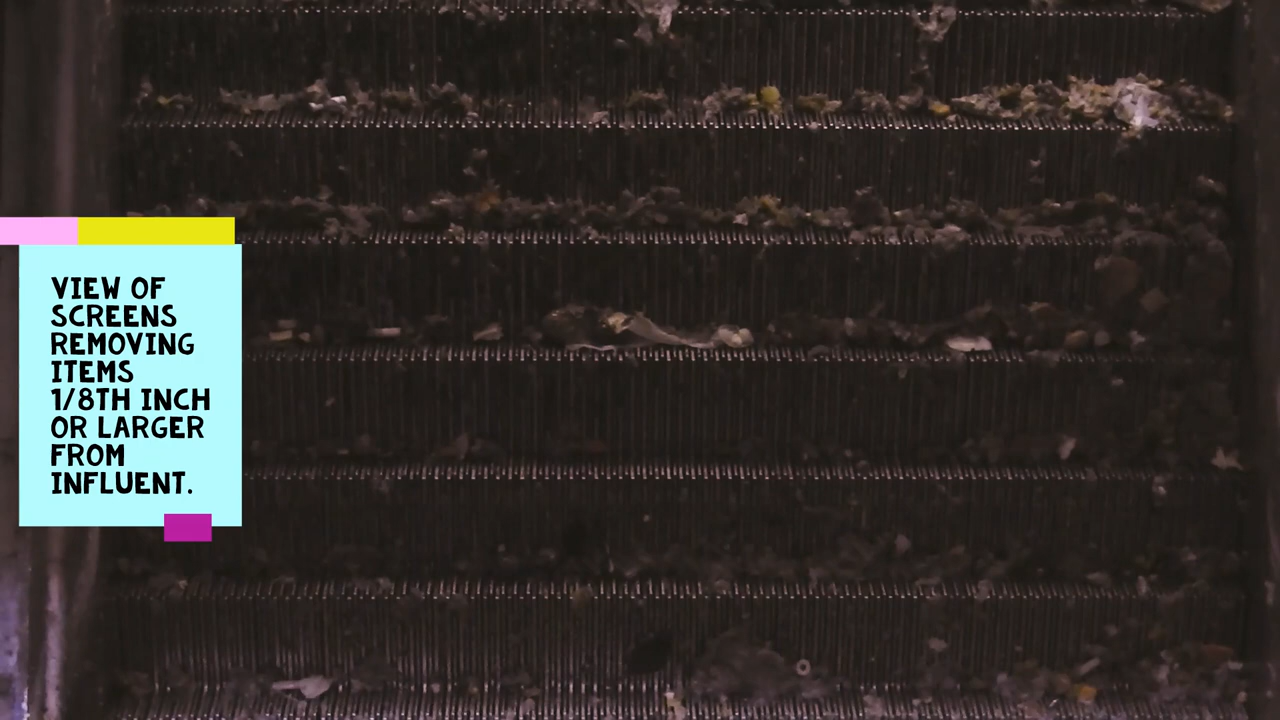 VIEW OF
SCREENS
REMOVING
ITEMS
1/8TH INCH
OR LARGER
FROM
INFLUENT.